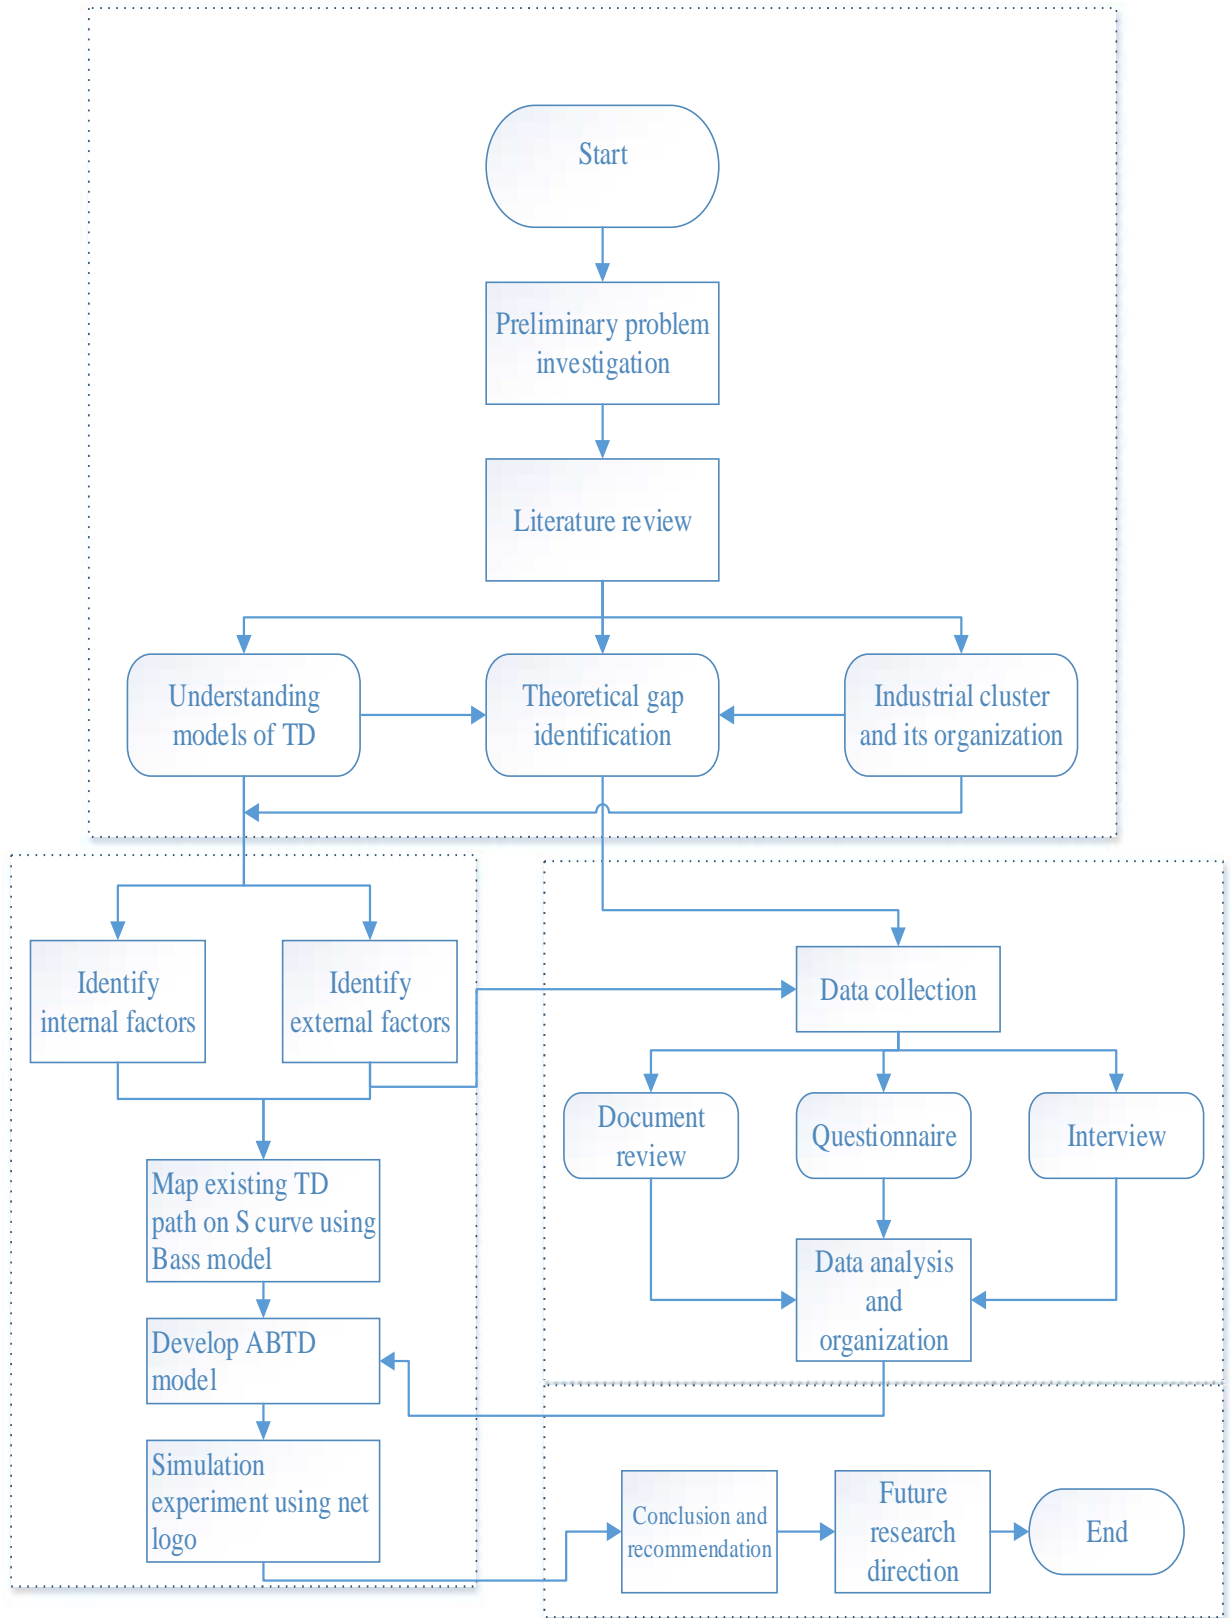 Start
Preliminary problem
investigation
Literature review
Understanding
models of TD
Theoretical gap
identification
Industrial cluster
and its organization
Identify
internal factors
Identify
external factors
Data collection
Document
review
Questionnaire
Interview
Map existing TD
path on S curve using
Bass model
Data analysis
and
organization
Develop ABTD
model
Simulation
experiment using net
logo
Conclusion and
recommendation
Future
research
direction
End